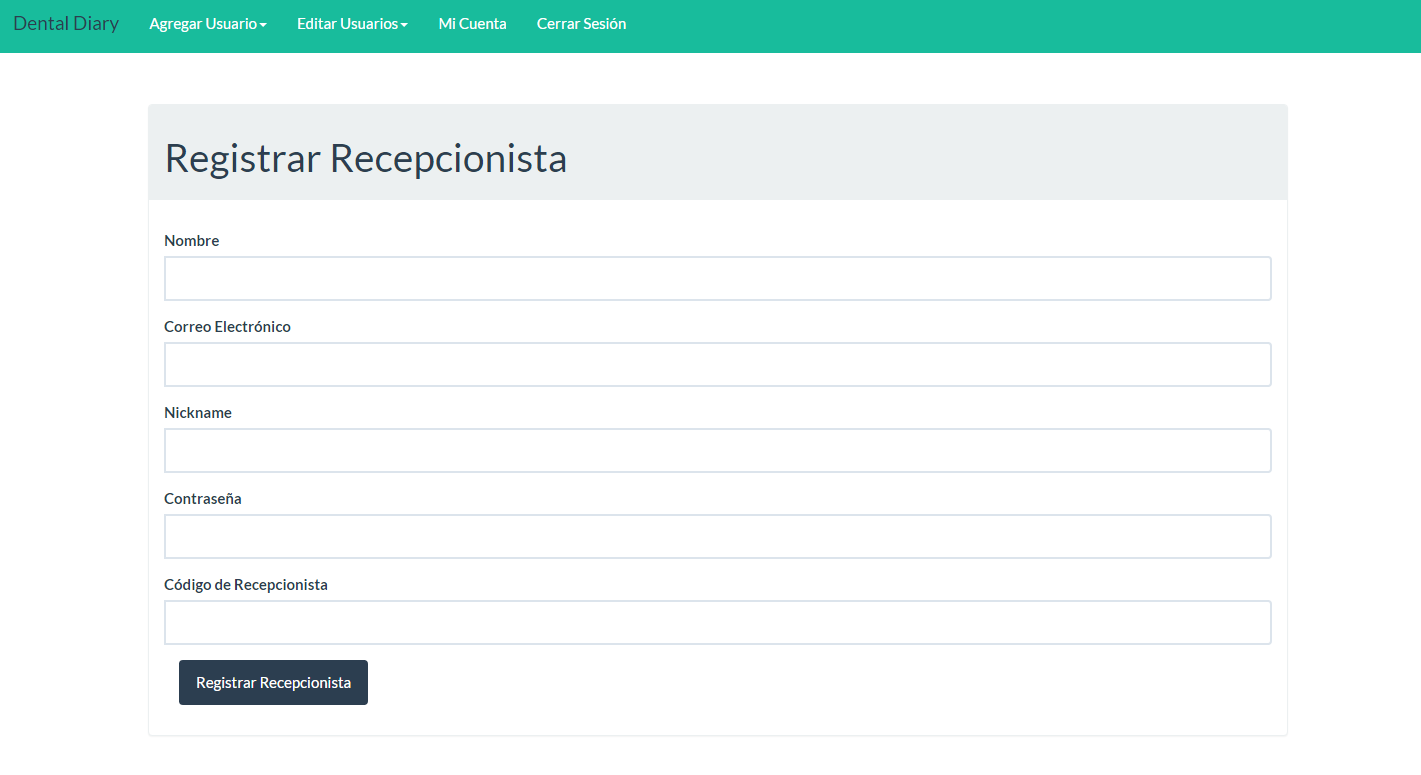 Dental Diary Agregar Usuario Editar Usuarios Mi Cuenta Cerrar Sesión
Registrar Recepcionista
Nombre
Correo Electrónico
Nickname
Contraseña
Código de Recepcionista
Registrar Recepcionista